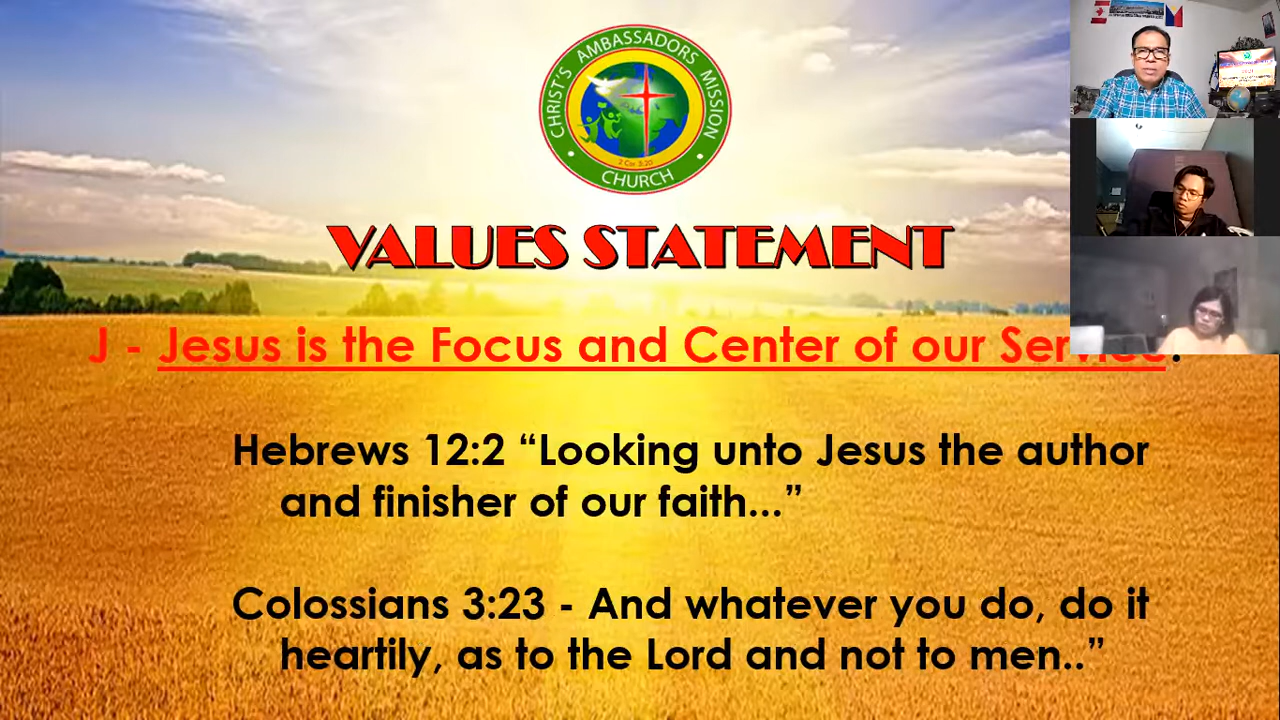 CHRIST'S AMBASSADORS MISSION
2 Cor 3:20
CHURCH
VALUES STATEMENT
J - Jesus is the Focus and Center of our Service.
Hebrews 12:2 “Looking unto Jesus the author
and finisher of our faith...”
Colossians 3:23 - And whatever you do, do it
heartily, as to the Lord and not to men..”